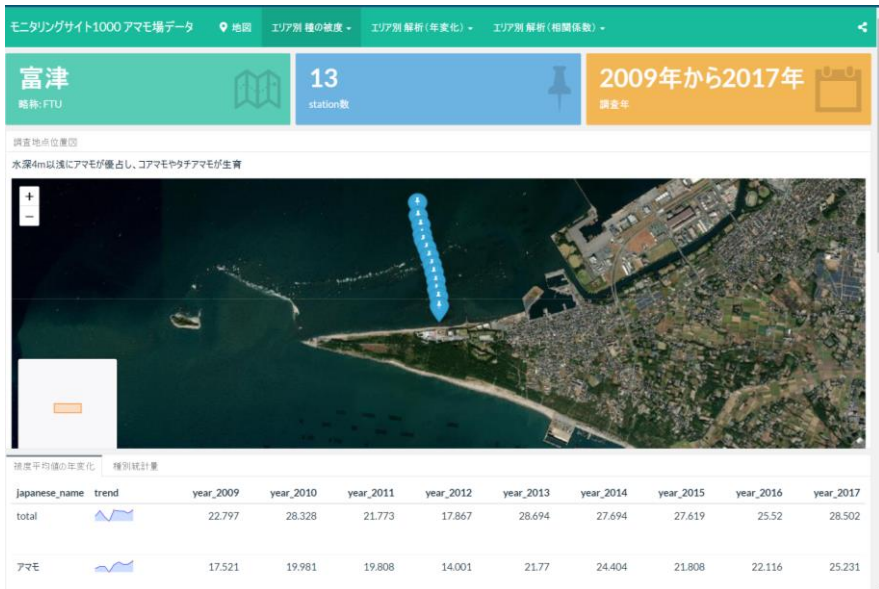 モニタリングサイト1000 アマモ場データ 地図 エリア別 種の被度 エリア別 解析(年変化) エリア別 解析(相関係数)
富津 13 2009年から2017年
略称: FTU station数 調査年
調査地点位置図
水深4m以浅にアマモが優占し、コアマモやタチアマモが生育
+
−
被度平均値の年変化 種別統計量
japanese_name trend year_2009 year_2010 year_2011 year_2012 year_2013 year_2014 year_2015 year_2016 year_2017
total 22.797 28.328 21.773 17.867 28.694 27.694 27.619 25.52 28.502
アマモ 17.521 19.981 19.808 14.001 21.77 24.404 21.808 22.116 25.231